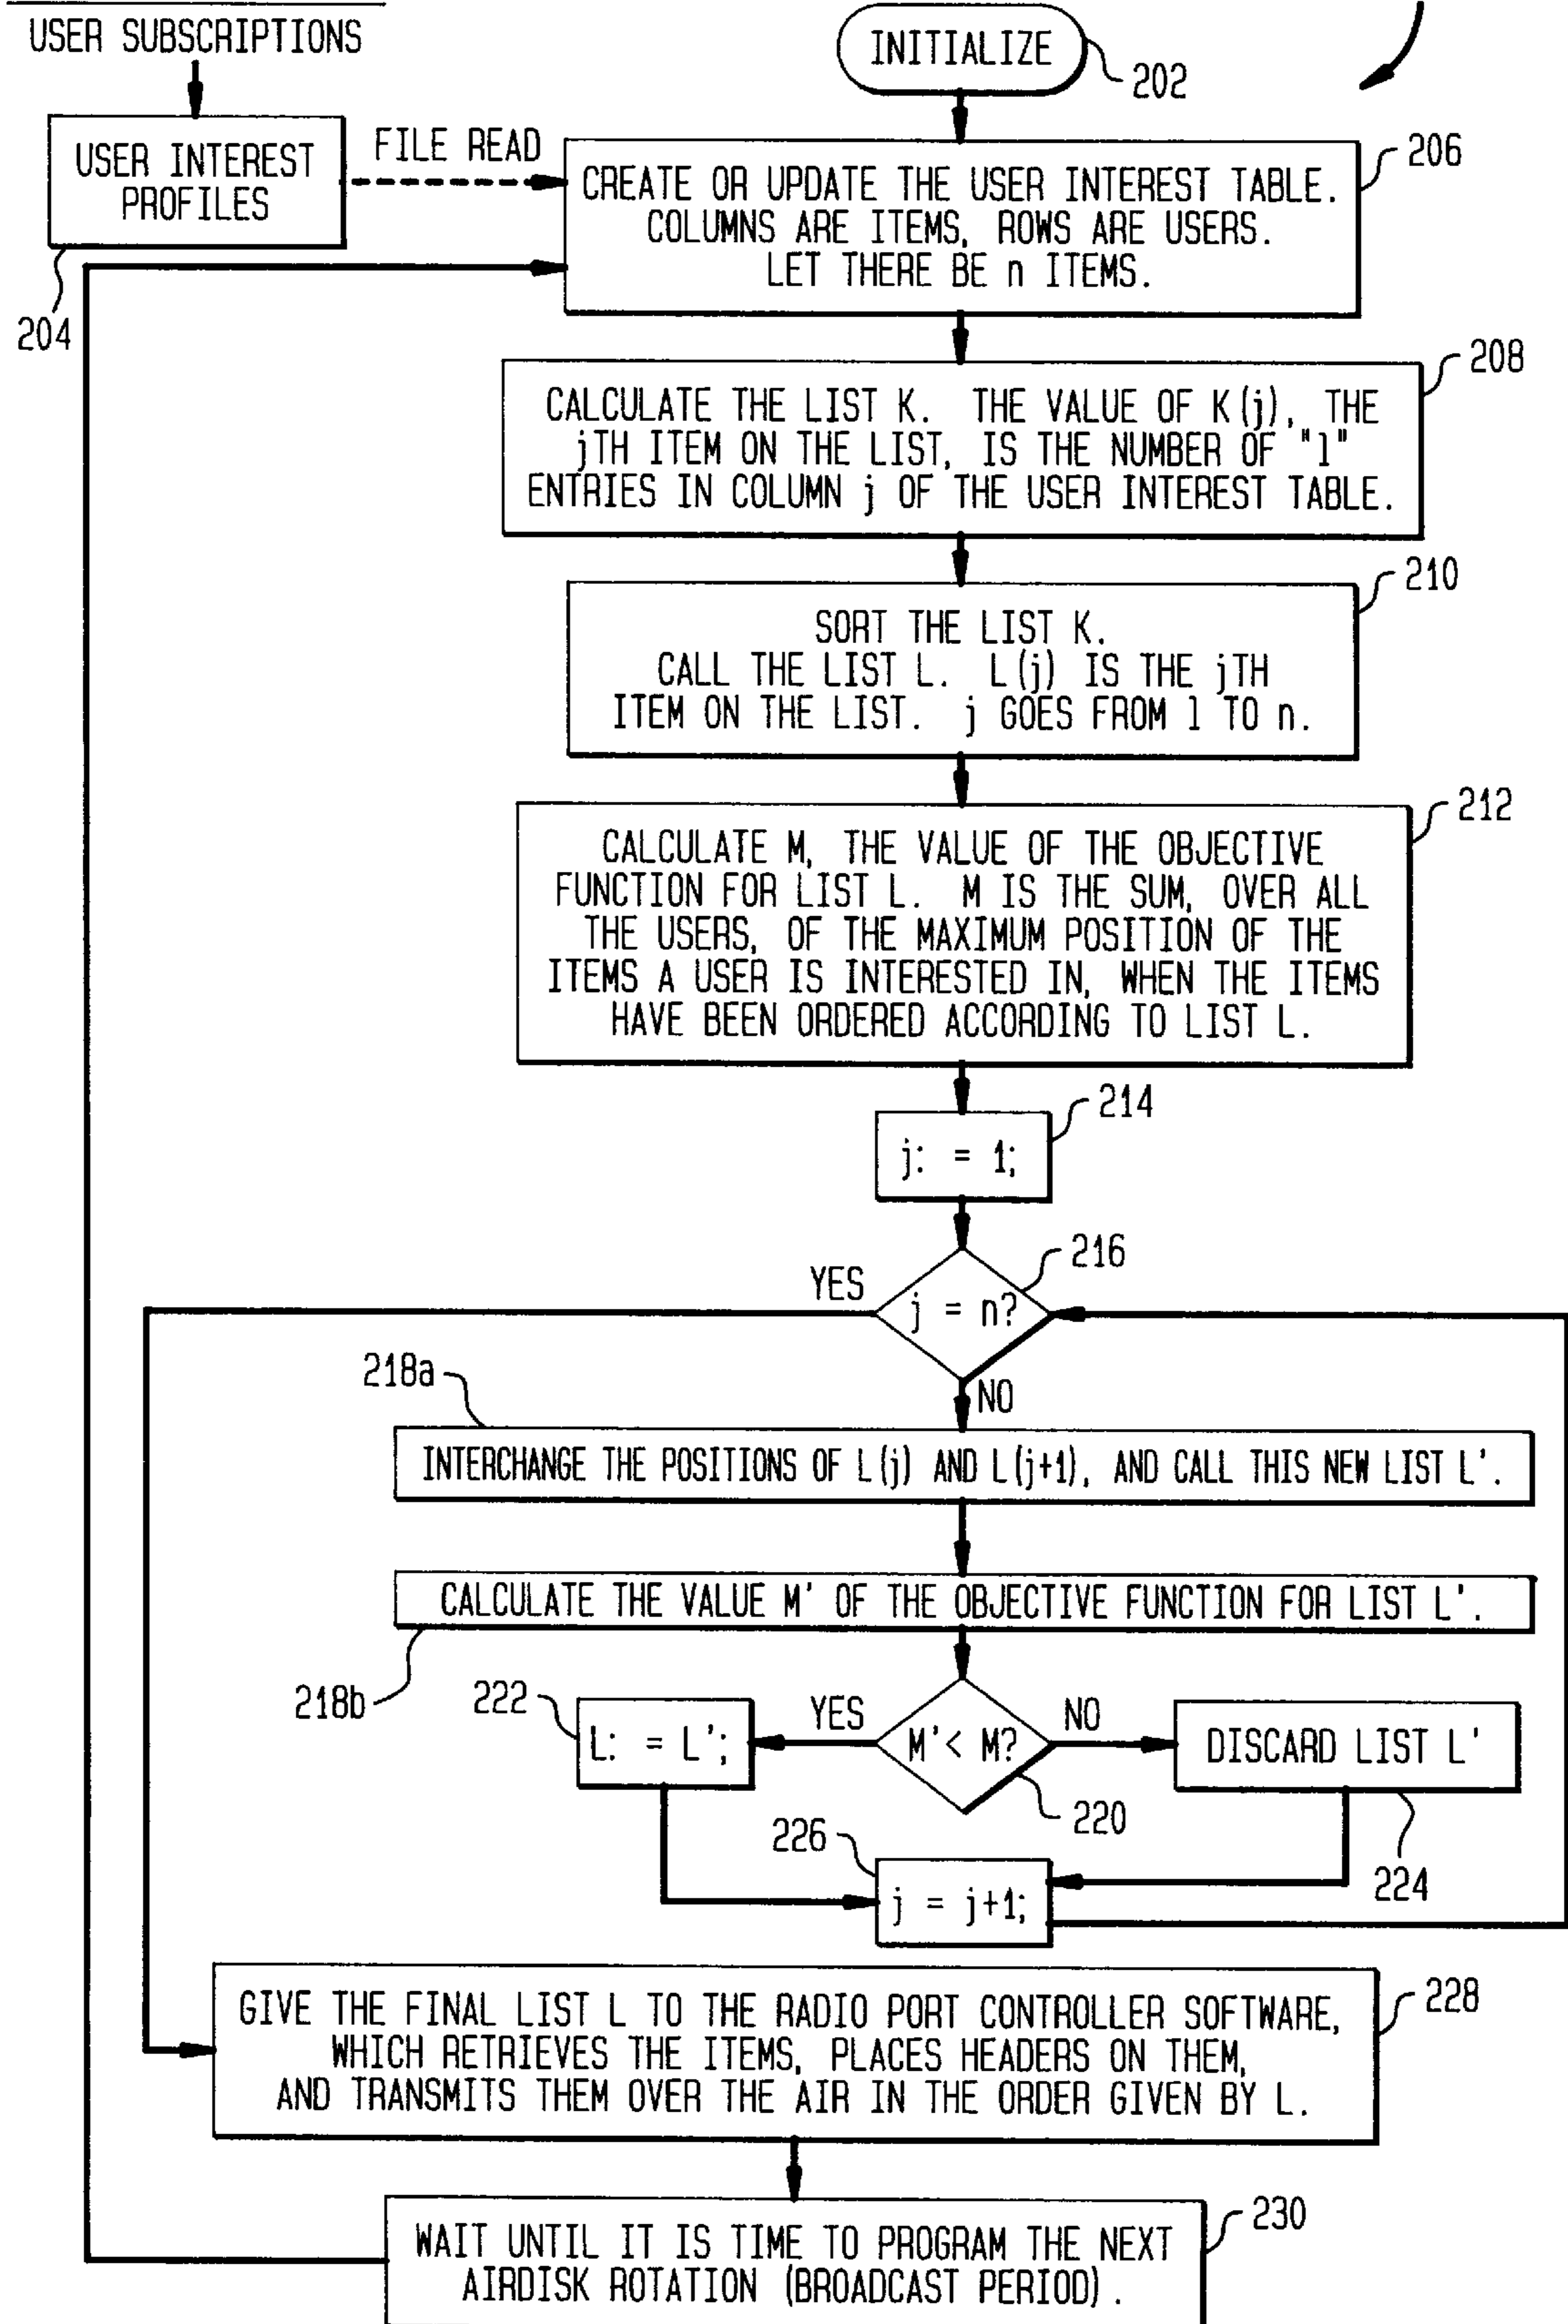 USER SUBSCRIPTIONS
INITIALIZE
202
USER INTEREST
PROFILES
FILE READ
204
206
CREATE OR UPDATE THE USER INTEREST TABLE.
COLUMNS ARE ITEMS, ROWS ARE USERS.
LET THERE BE n ITEMS.
208
CALCULATE THE LIST K. THE VALUE OF K(j), THE
jTH ITEM ON THE LIST, IS THE NUMBER OF "1"
ENTRIES IN COLUMN j OF THE USER INTEREST TABLE.
210
SORT THE LIST K.
CALL THE LIST L. L(j) IS THE jTH
ITEM ON THE LIST. j GOES FROM 1 TO n.
212
CALCULATE M, THE VALUE OF THE OBJECTIVE
FUNCTION FOR LIST L. M IS THE SUM, OVER ALL
THE USERS, OF THE MAXIMUM POSITION OF THE
ITEMS A USER IS INTERESTED IN, WHEN THE ITEMS
HAVE BEEN ORDERED ACCORDING TO LIST L.
214
j: = 1;
216
YES
j = n?
NO
218a
INTERCHANGE THE POSITIONS OF L(j) AND L(j+1), AND CALL THIS NEW LIST L'.
CALCULATE THE VALUE M' OF THE OBJECTIVE FUNCTION FOR LIST L'.
218b
222
L: = L';
YES
M'< M?
NO
DISCARD LIST L'
220
224
226
j = j+1;
228
GIVE THE FINAL LIST L TO THE RADIO PORT CONTROLLER SOFTWARE,
WHICH RETRIEVES THE ITEMS, PLACES HEADERS ON THEM,
AND TRANSMITS THEM OVER THE AIR IN THE ORDER GIVEN BY L.
230
WAIT UNTIL IT IS TIME TO PROGRAM THE NEXT
AIRDISK ROTATION (BROADCAST PERIOD).